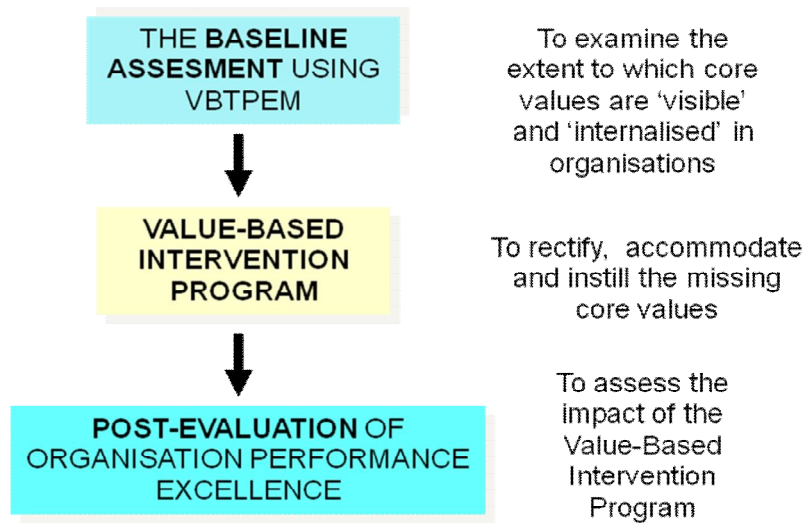 THE BASELINE
ASSESMENT USING
VBTPEM
To examine the
extent to which core
values are ‘visible’
and ‘internalised’ in
organisations
VALUE-BASED
INTERVENTION
PROGRAM
To rectify, accommodate
and instill the missing
core values
POST-EVALUATION OF
ORGANISATION PERFORMANCE
EXCELLENCE
To assess the
impact of the
Value-Based
Intervention
Program